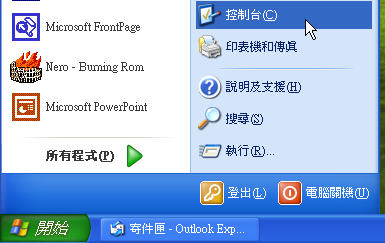 Microsoft FrontPage
Nero - Burning Rom
Microsoft PowerPoint
所有程式(P)
控制台(C)
印表機和傳真
說明及支援(H)
搜尋(S)
執行(R)...
登出(L)
電腦關機(U)
開始
寄件匣 - Outlook Exp...